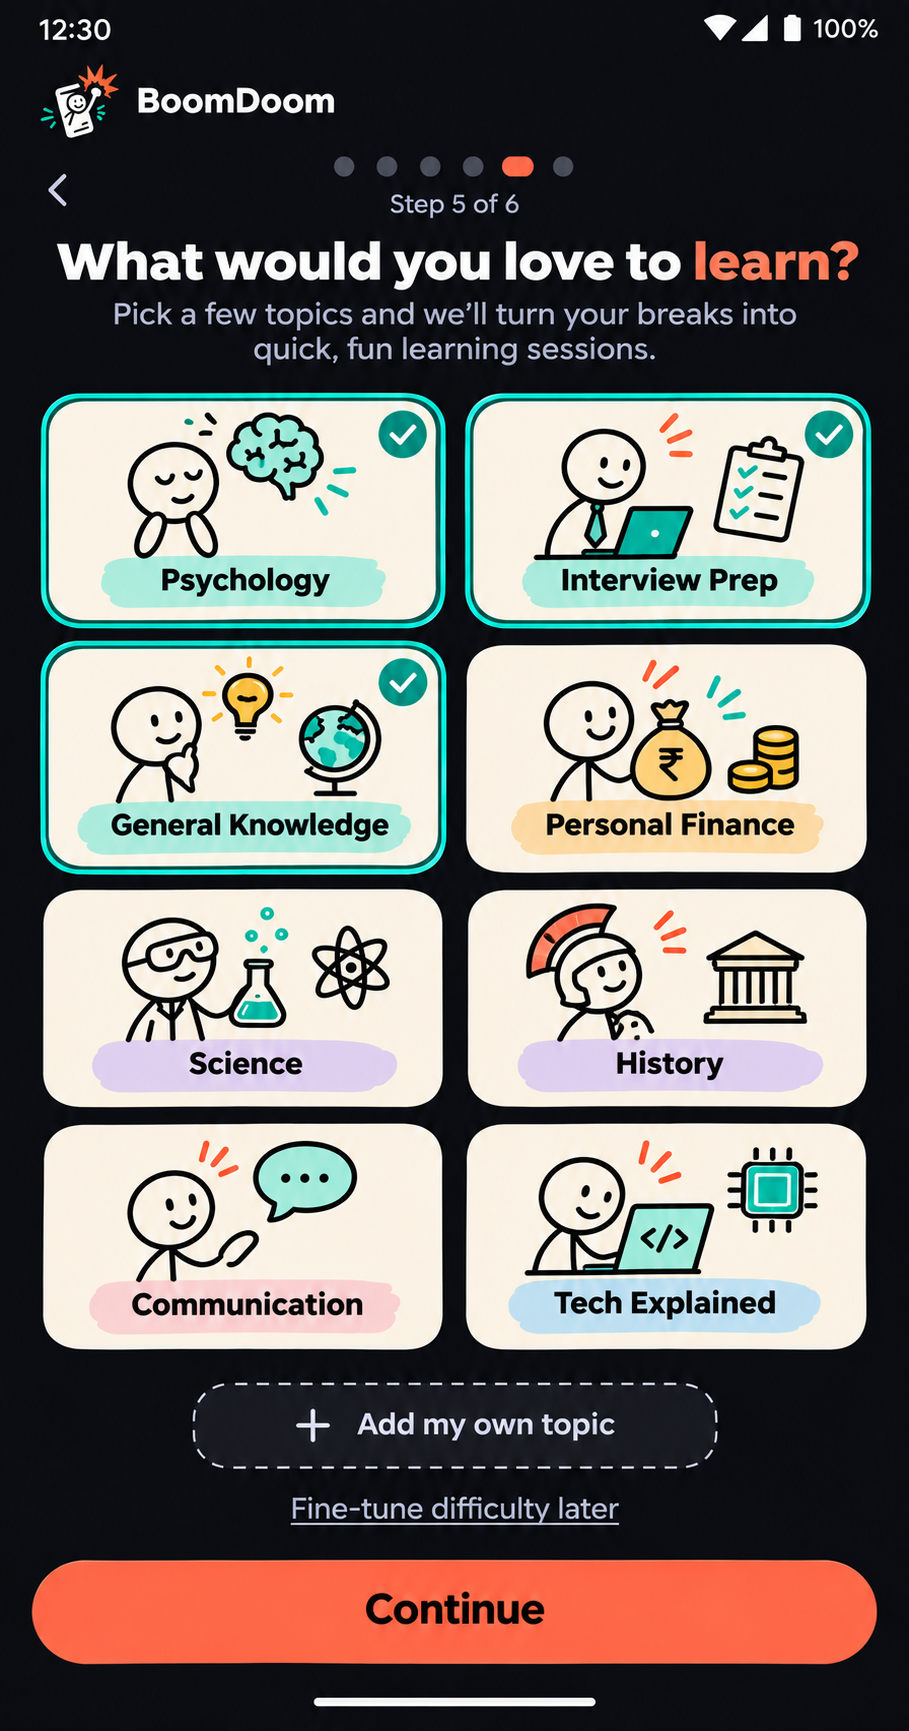 12:30
100%
BoomDoom
Step 5 of 6
What would you love to learn?
Pick a few topics and we’ll turn your breaks into
quick, fun learning sessions.
Psychology
Interview Prep
General Knowledge
₹
Personal Finance
Science
History
Communication
</>
Tech Explained
+ Add my own topic
Fine-tune difficulty later
Continue